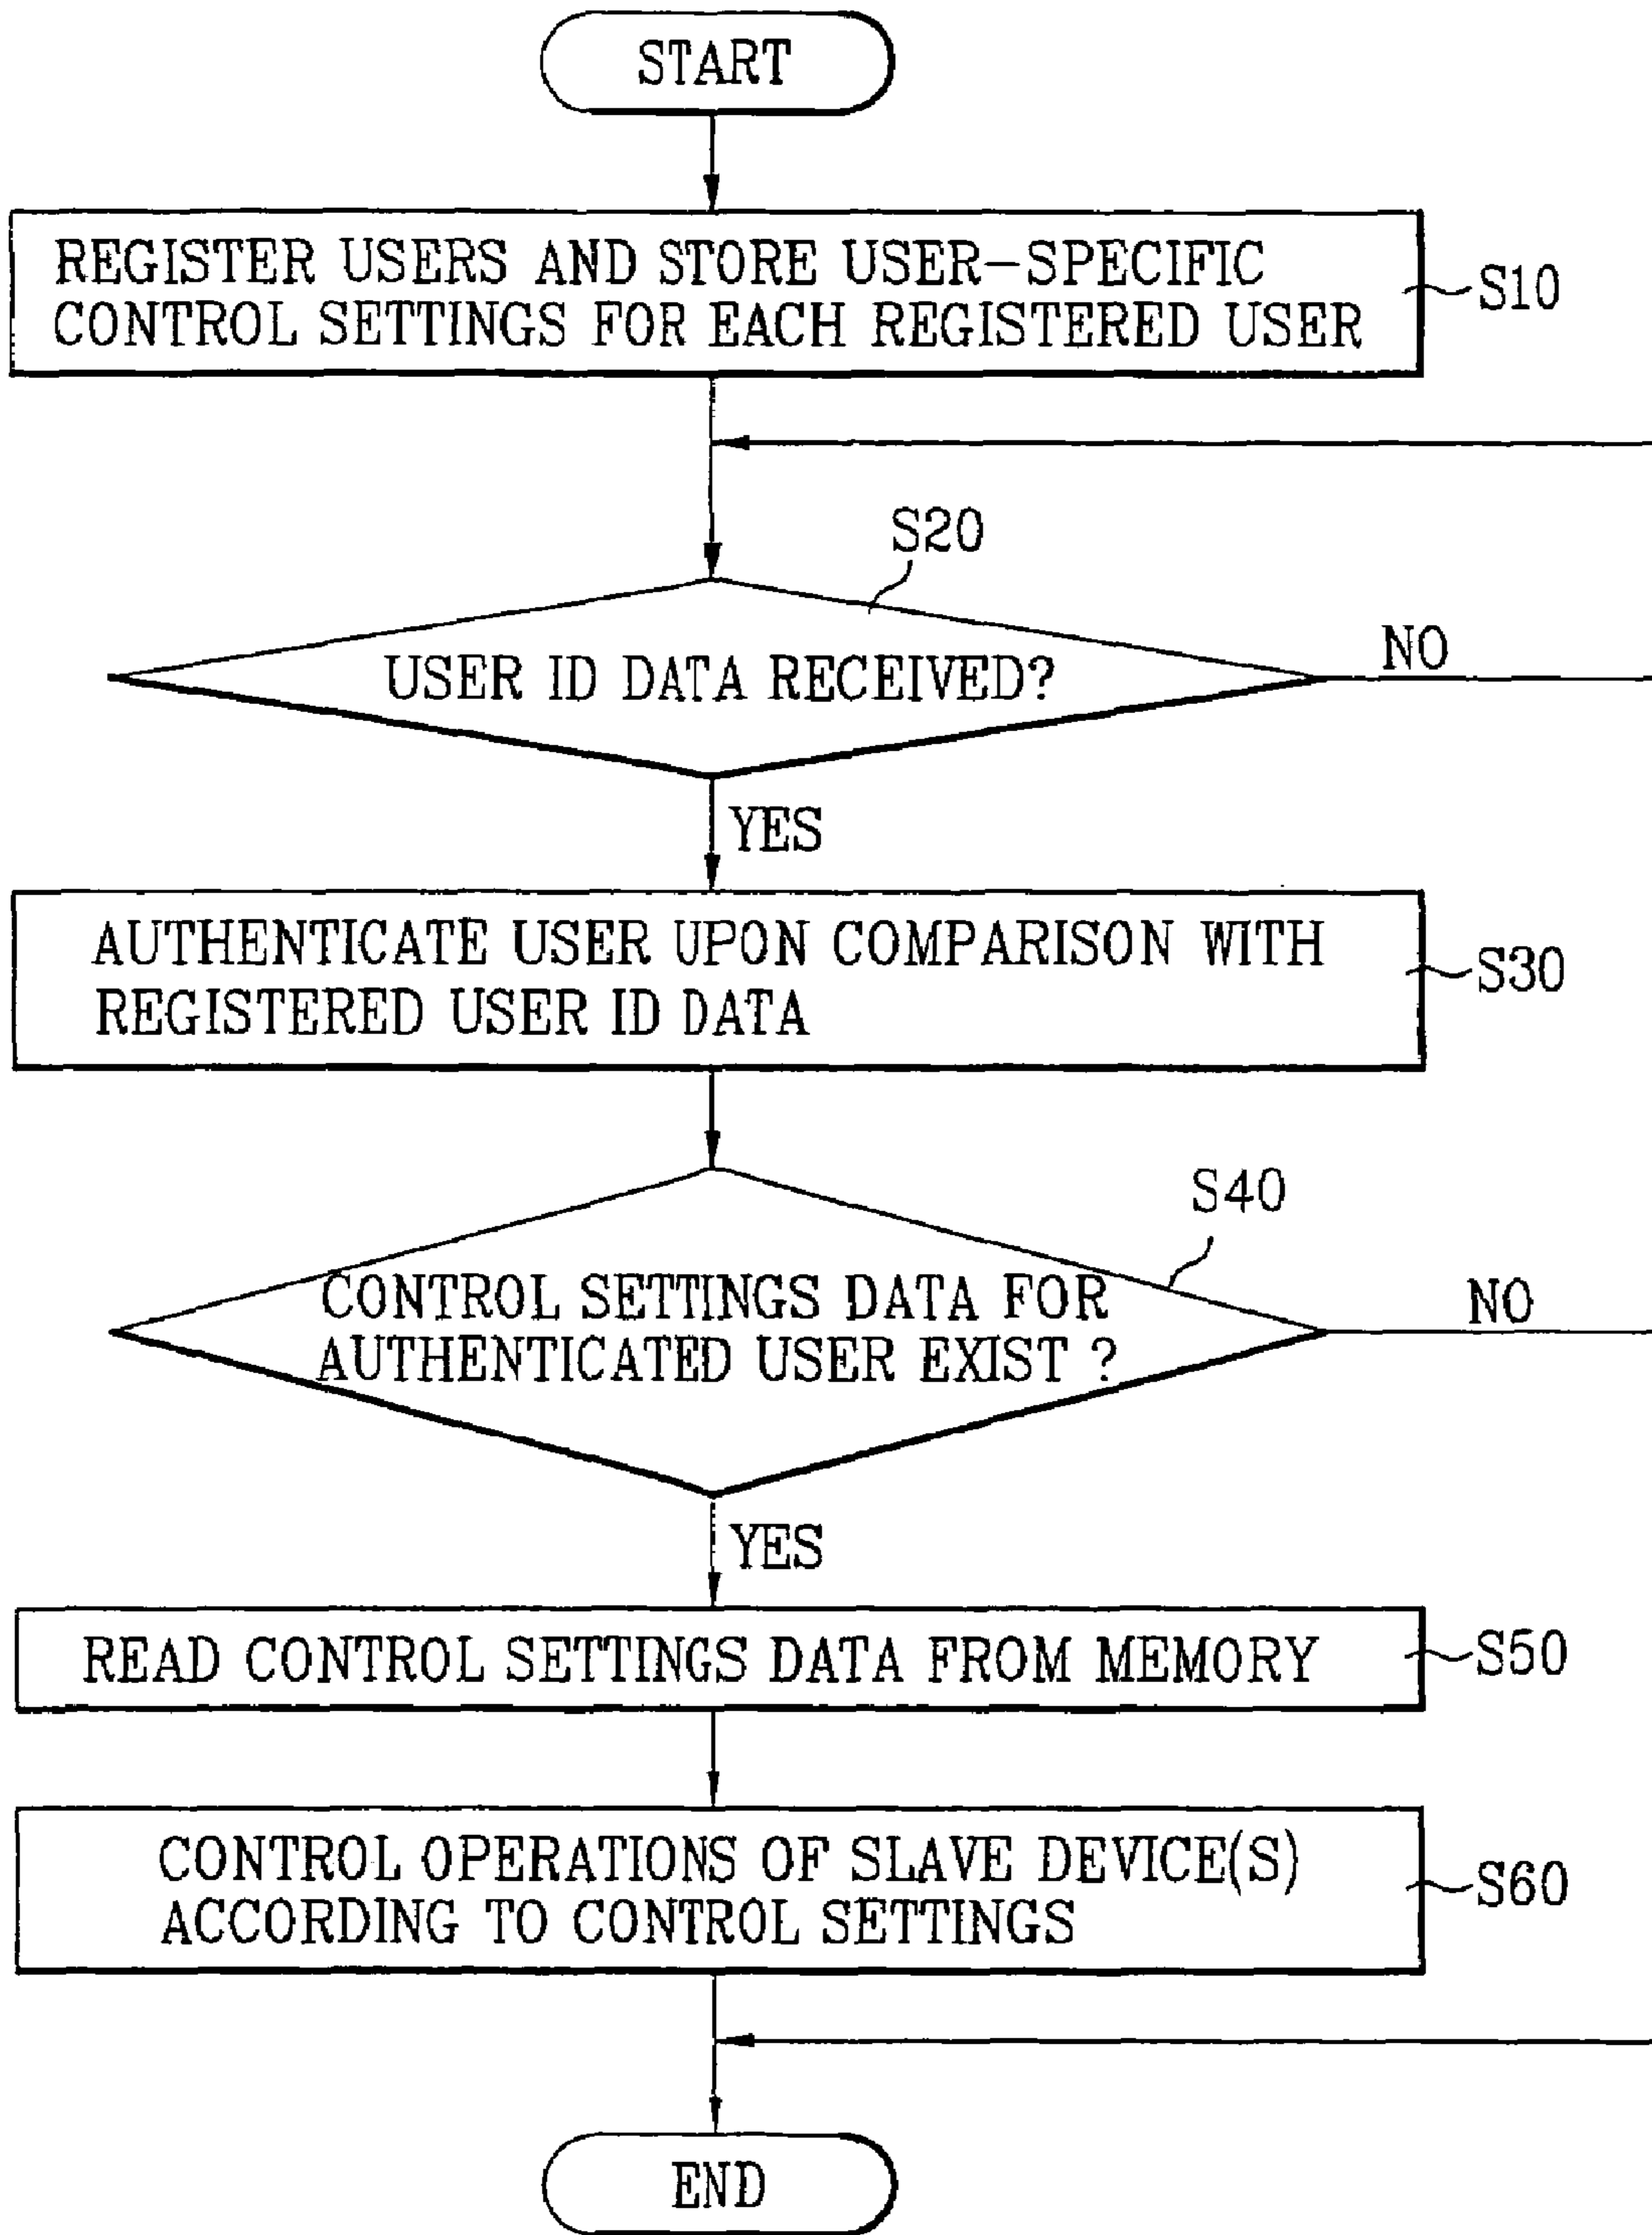 START
REGISTER USERS AND STORE USER-SPECIFIC
CONTROL SETTINGS FOR EACH REGISTERED USER
S10
S20
USER ID DATA RECEIVED?
NO
YES
AUTHENTICATE USER UPON COMPARISON WITH
REGISTERED USER ID DATA
S30
S40
CONTROL SETTINGS DATA FOR
AUTHENTICATED USER EXIST ?
NO
YES
READ CONTROL SETTINGS DATA FROM MEMORY
S50
CONTROL OPERATIONS OF SLAVE DEVICE(S)
ACCORDING TO CONTROL SETTINGS
S60
END